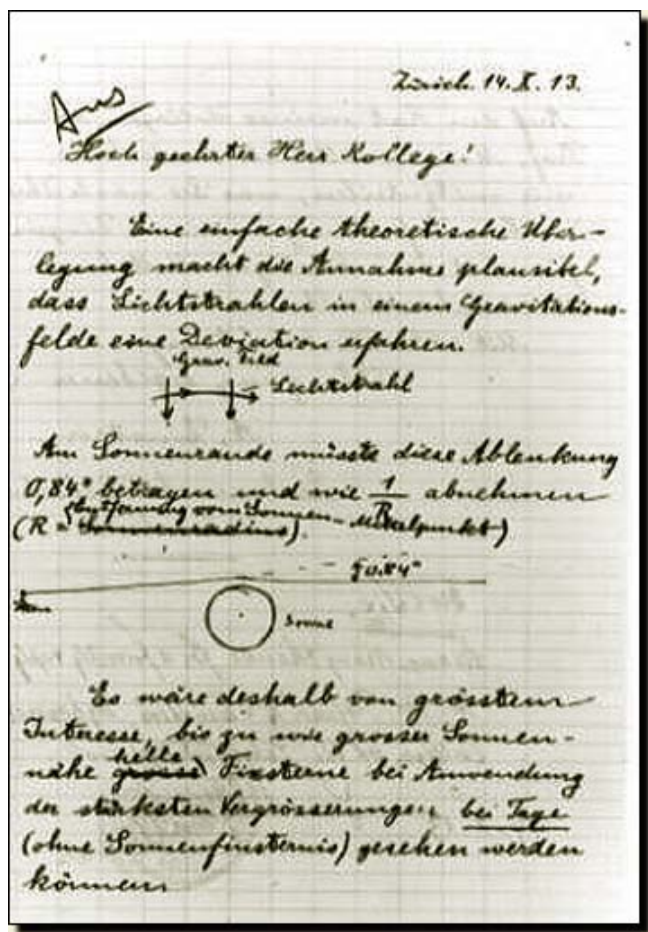 Zürich. 14. X. 13.
Aus
Hoch geehrter Herr Kollege!
Eine einfache theoretische Über-
legung macht die Annahme plausibel,
dass Lichtstrahlen in einem Gravitations-
felde eine Deviation erfahren.
Grav. Feld
Lichtstrahl
Am Sonnenrande müsste diese Ablenkung
0,84" betragen und wie 1/R abnehmen
(R = Sonnenradius) Entfernung vom Sonnen-Mittelpunkt)
0.84"
Sonne
Es wäre deshalb von grösstem
Interesse, bis zu wie grosser Sonnen-
nähe grosse helle Fixsterne bei Anwendung
der stärksten Vergrösserungen bei Tage
(ohne Sonnenfinsternis) gesehen werden
können.